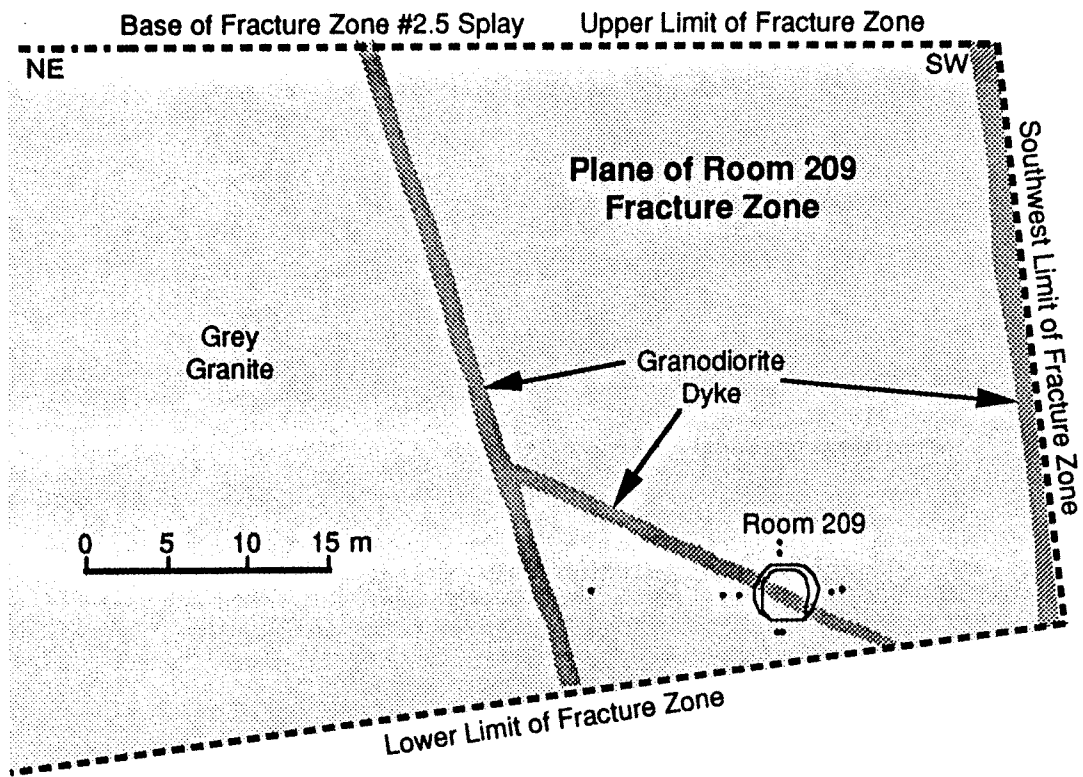 Base of Fracture Zone #2.5 Splay
Upper Limit of Fracture Zone
NE
SW
Plane of Room 209
Fracture Zone
Southwest Limit of Fracture Zone
Grey
Granite
Granodiorite
Dyke
Room 209
0 5 10 15 m
Lower Limit of Fracture Zone